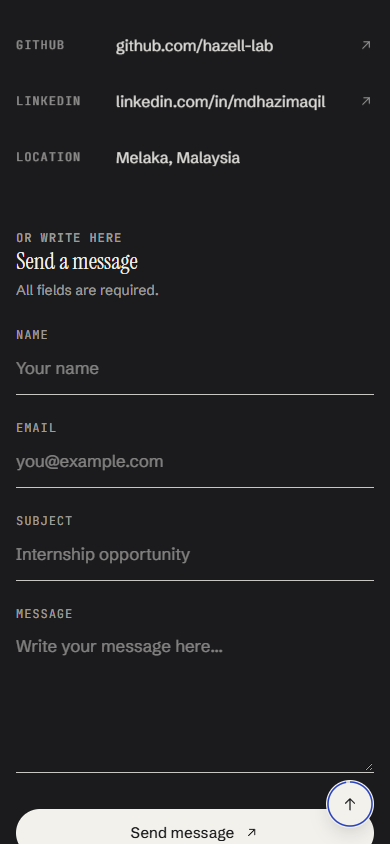 GITHUB github.com/hazell-lab ↗
LINKEDIN linkedin.com/in/mdhazimaqil ↗
LOCATION Melaka, Malaysia
OR WRITE HERE
Send a message
All fields are required.
NAME
Your name
EMAIL
you@example.com
SUBJECT
Internship opportunity
MESSAGE
Write your message here...
Send message ↗